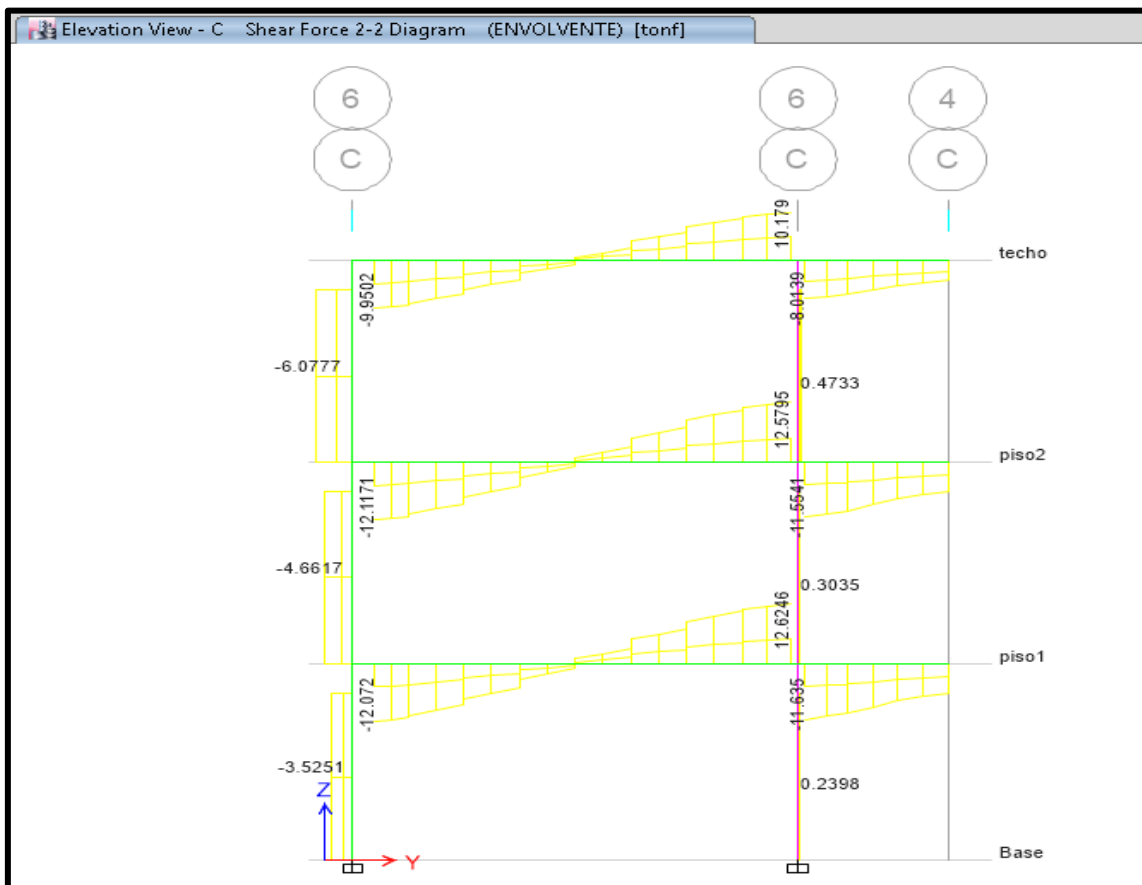 Elevation View - C Shear Force 2-2 Diagram (ENVOLVENTE) [tonf]
6 6 4
C C C
10.179
techo
-9.9502
-8.0139
-6.0777
0.4733
12.5795
piso2
-12.1171
-11.5541
-4.6617
0.3035
12.6246
piso1
-12.072
-11.635
-3.5251
0.2398
Z
Y
Base